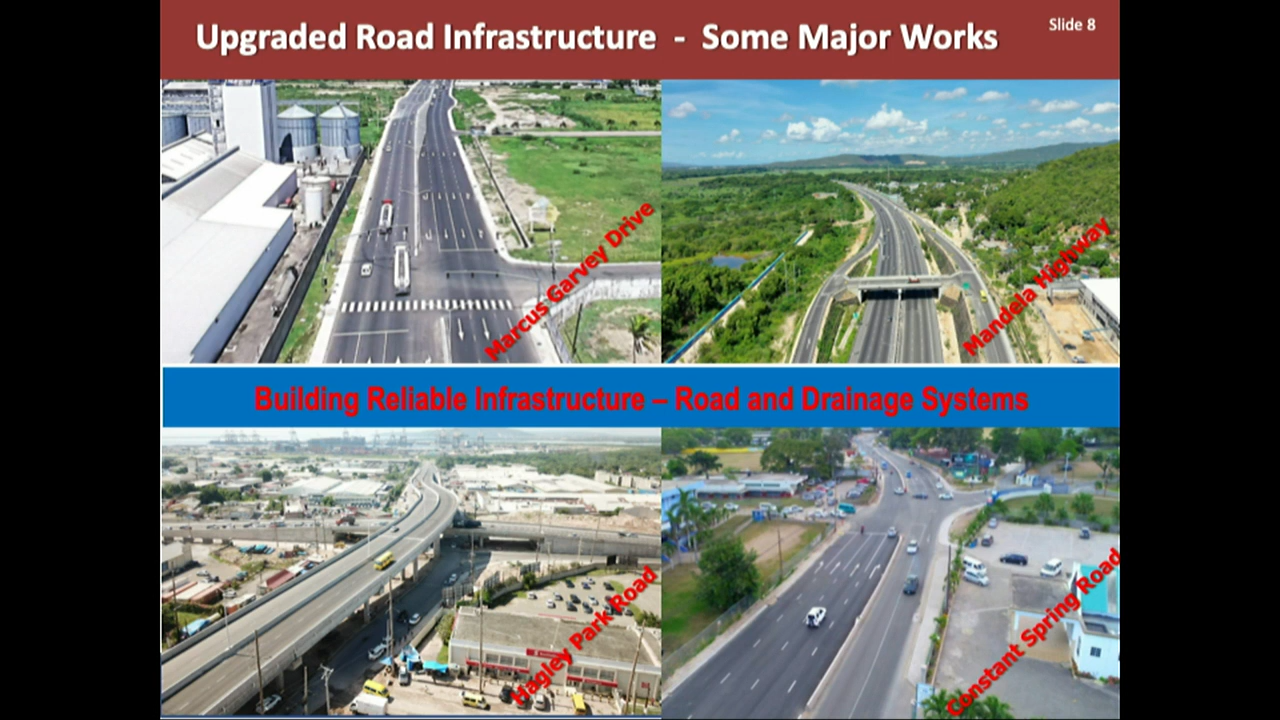 Upgraded Road Infrastructure - Some Major Works
Slide 8
Marcus Garvey Drive
Mandela Highway
Building Reliable Infrastructure – Road and Drainage Systems
Hagley Park Road
Constant Spring Road